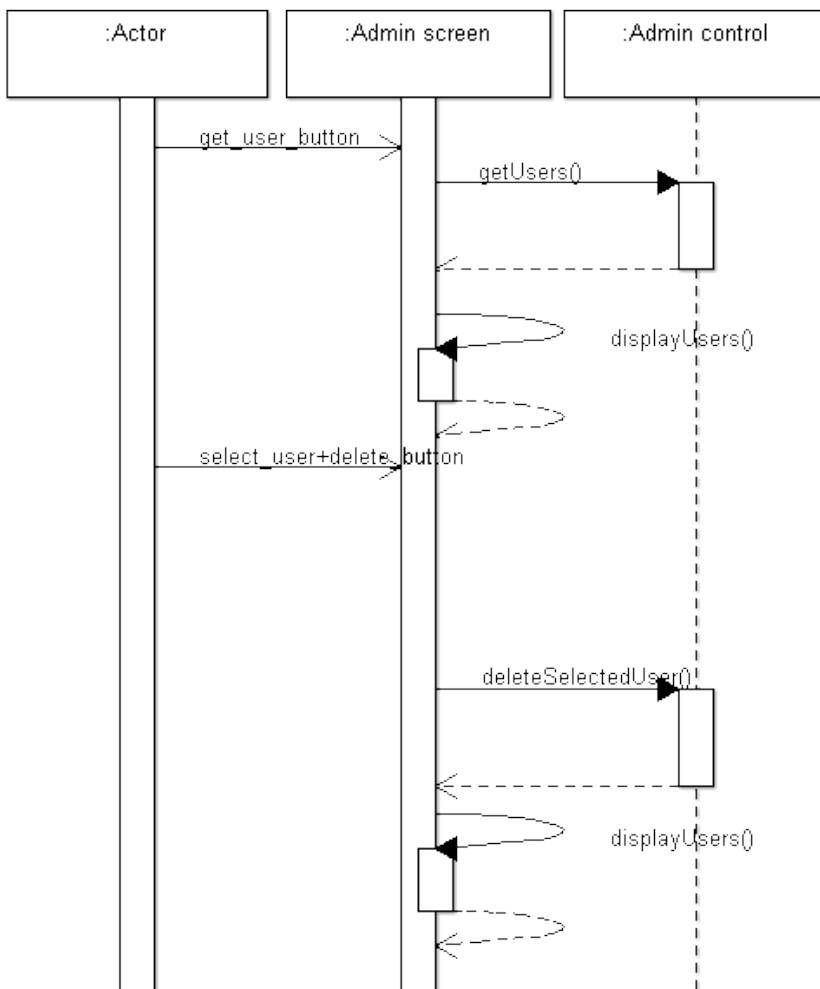 :Actor
:Admin screen
:Admin control
get_user_button
getUsers()
displayUsers()
select_user+delete_button
deleteSelectedUser()
displayUsers()